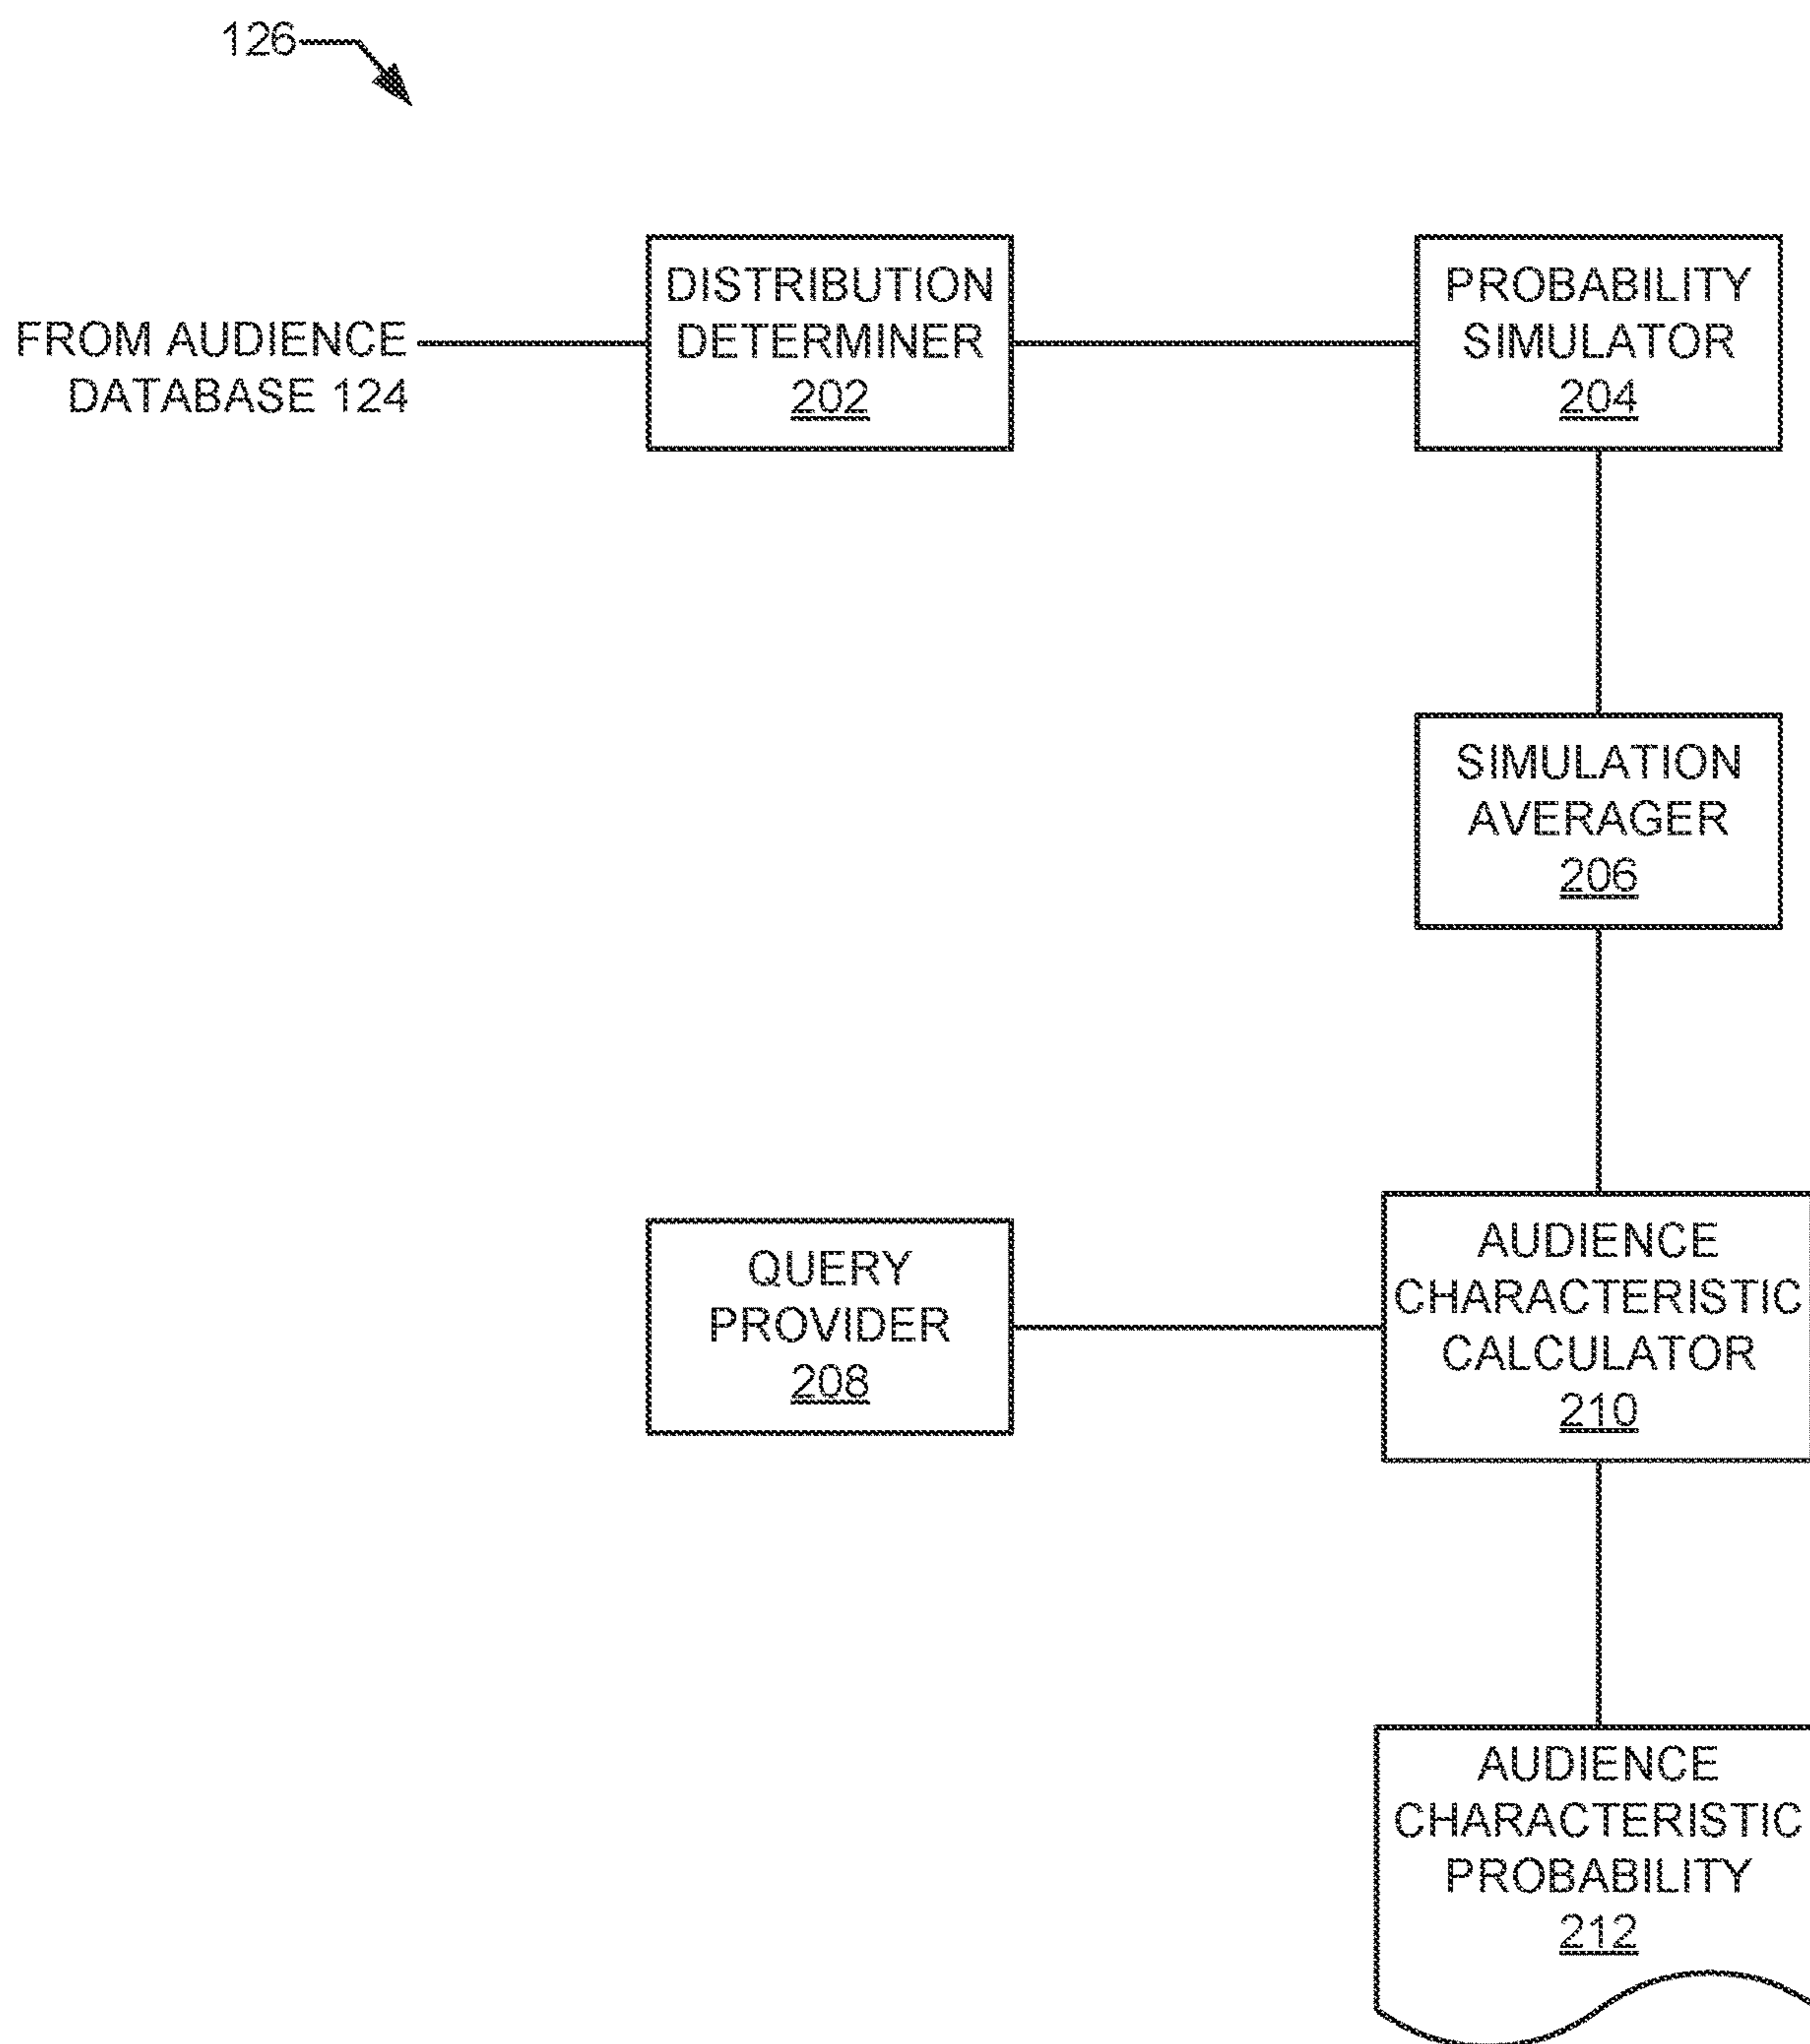 126
FROM AUDIENCE
DATABASE 124
DISTRIBUTION
DETERMINER
202
PROBABILITY
SIMULATOR
204
SIMULATION
AVERAGER
206
QUERY
PROVIDER
208
AUDIENCE
CHARACTERISTIC
CALCULATOR
210
AUDIENCE
CHARACTERISTIC
PROBABILITY
212